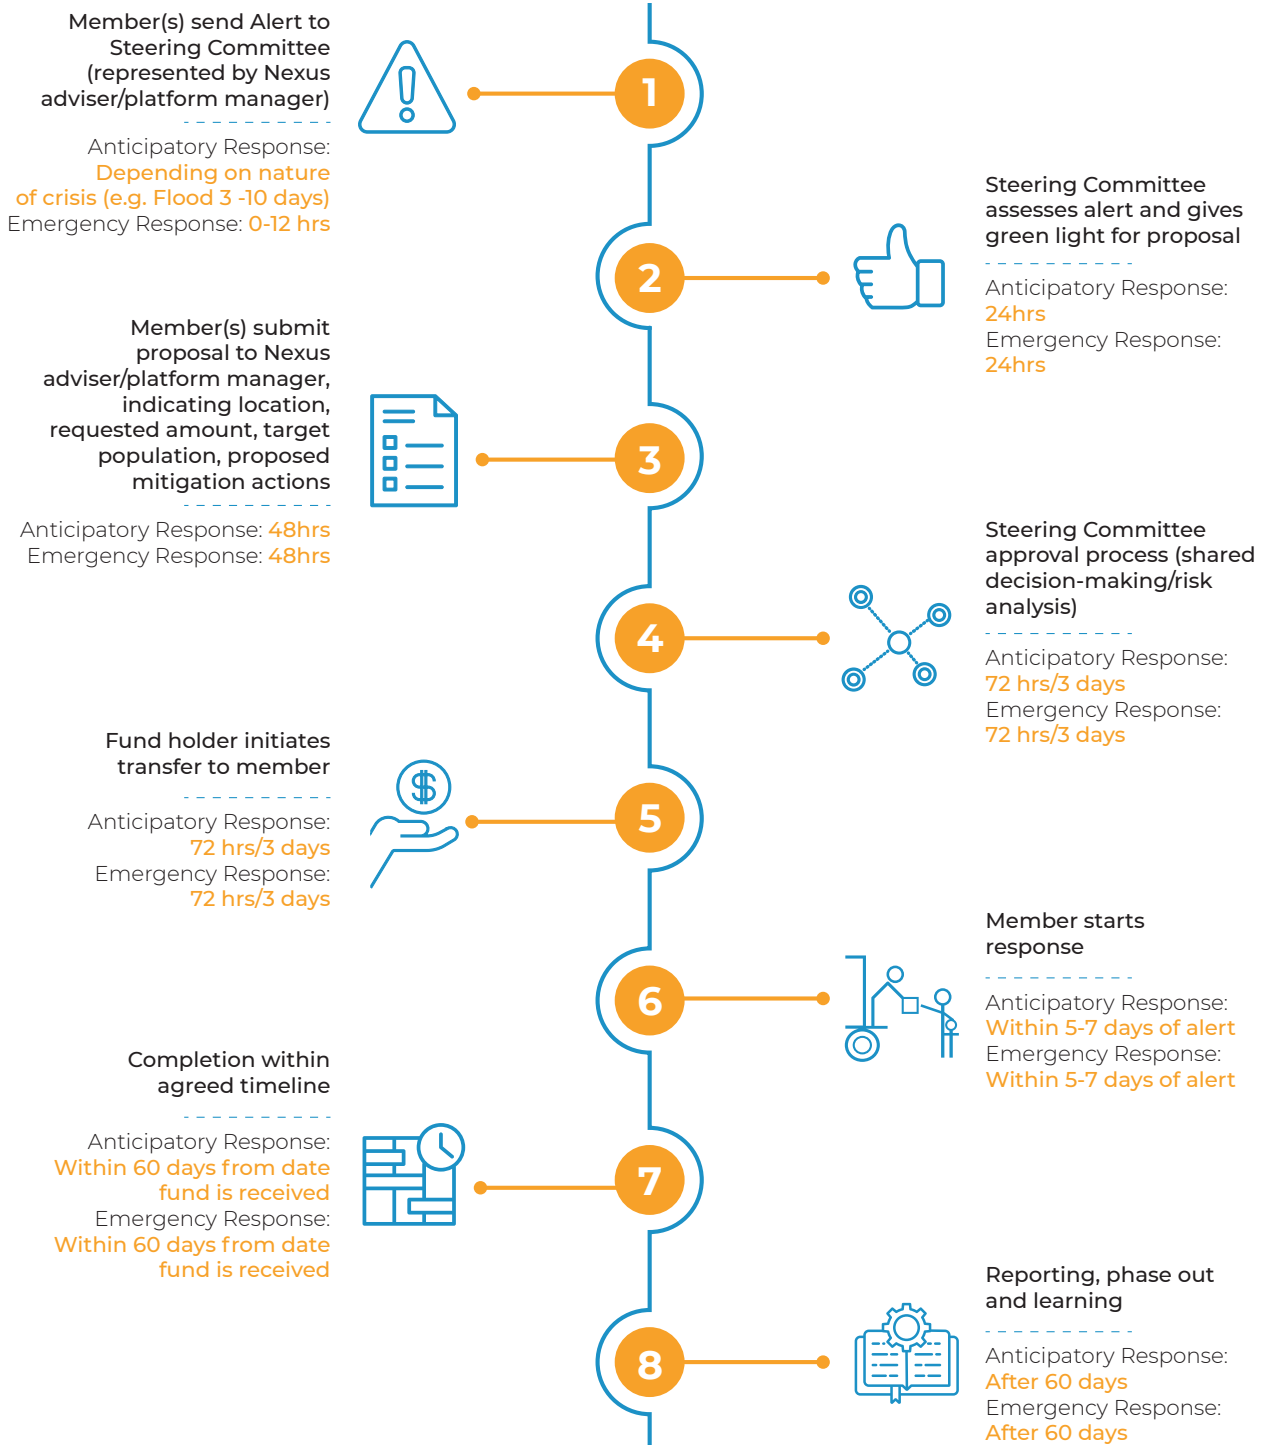 Member(s) send Alert to
Steering Committee
(represented by Nexus
adviser/platform manager)
Anticipatory Response:
Depending on nature
of crisis (e.g. Flood 3 -10 days)
Emergency Response: 0-12 hrs
1
2
Steering Committee
assesses alert and gives
green light for proposal
Anticipatory Response:
24hrs
Emergency Response:
24hrs
Member(s) submit
proposal to Nexus
adviser/platform manager,
indicating location,
requested amount, target
population, proposed
mitigation actions
Anticipatory Response: 48hrs
Emergency Response: 48hrs
3
4
Steering Committee
approval process (shared
decision-making/risk
analysis)
Anticipatory Response:
72 hrs/3 days
Emergency Response:
72 hrs/3 days
Fund holder initiates
transfer to member
Anticipatory Response:
72 hrs/3 days
Emergency Response:
72 hrs/3 days
$
5
6
Member starts
response
Anticipatory Response:
Within 5-7 days of alert
Emergency Response:
Within 5-7 days of alert
Completion within
agreed timeline
Anticipatory Response:
Within 60 days from date
fund is received
Emergency Response:
Within 60 days from date
fund is received
7
8
Reporting, phase out
and learning
Anticipatory Response:
After 60 days
Emergency Response:
After 60 days